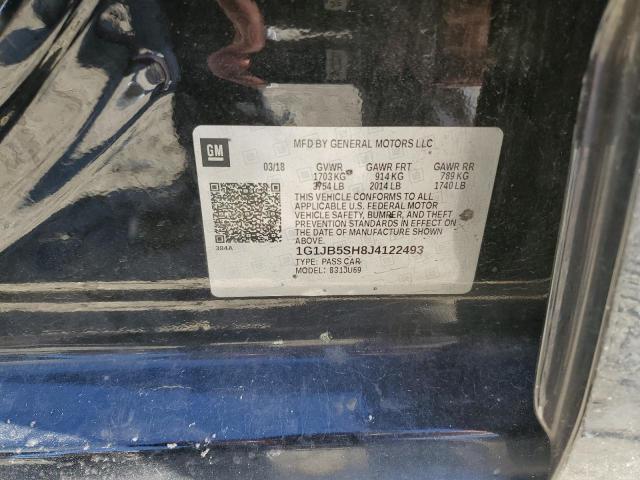 MFD BY GENERAL MOTORS LLC
GM
03/18 GVWR GAWR FRT GAWR RR
1703 KG 914 KG 789 KG
3754 LB 2014 LB 1740 LB
THIS VEHICLE CONFORMS TO ALL
APPLICABLE U.S. FEDERAL MOTOR
VEHICLE SAFETY, BUMPER, AND THEFT
PREVENTION STANDARDS IN EFFECT ON
THE DATE OF MANUFACTURE SHOWN
ABOVE.
384A
1G1JB5SH8J4122493
TYPE: PASS CAR
MODEL: 831JU69